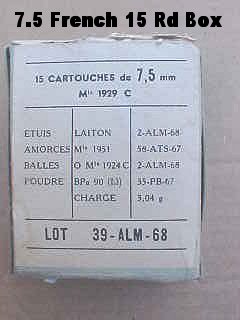 7.5 French 15 Rd Box
15 CARTOUCHES de 7,5 mm
Mle 1929 C
ETUIS LAITON 2-ALM-68
AMORCES Mle 1951 58-ATS-67
BALLES O Mle 1924 C 2-ALM-68
POUDRE BPa 90 35-PB-67
CHARGE 3,04 g
LOT 39-ALM-68